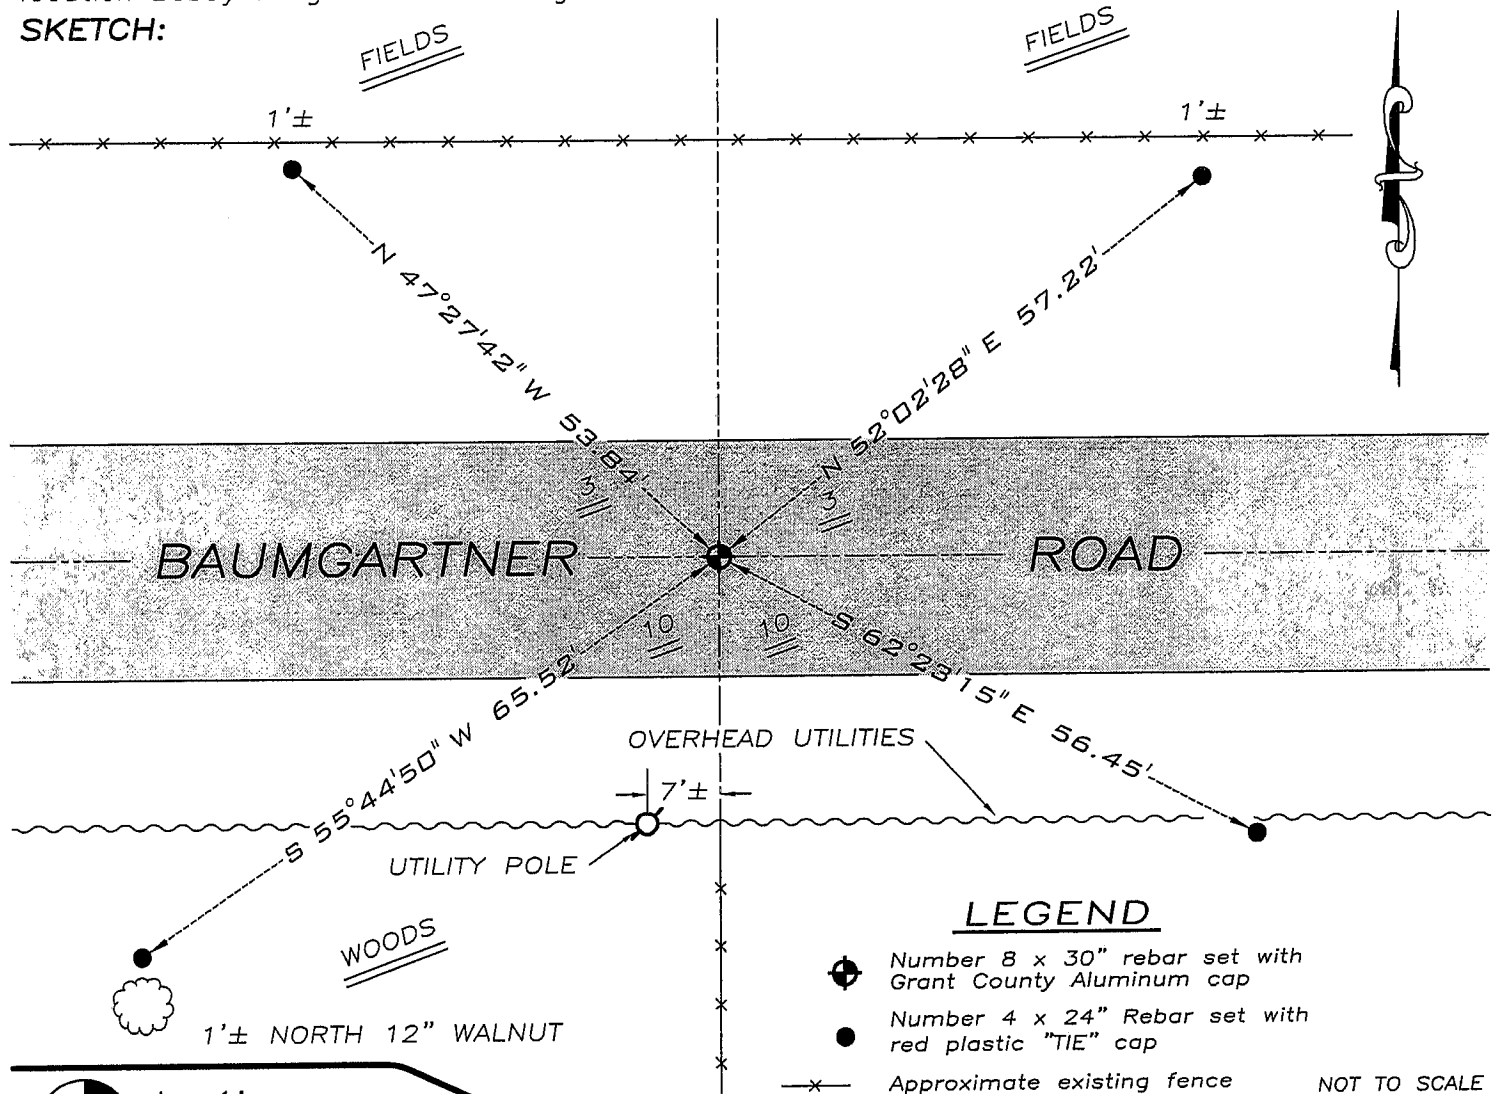 SKETCH:
FIELDS
FIELDS
1'±
1'±
N 47°27'42" W 53.84'
N 52°02'28" E 57.22'
3
3
BAUMGARTNER ROAD
10
10
S 55°44'50" W 65.52'
S 62°23'15" E 56.45'
OVERHEAD UTILITIES
7'±
UTILITY POLE
WOODS
1'± NORTH 12" WALNUT
LEGEND
Number 8 x 30" rebar set with
Grant County Aluminum cap
Number 4 x 24" Rebar set with
red plastic "TIE" cap
Approximate existing fence
NOT TO SCALE